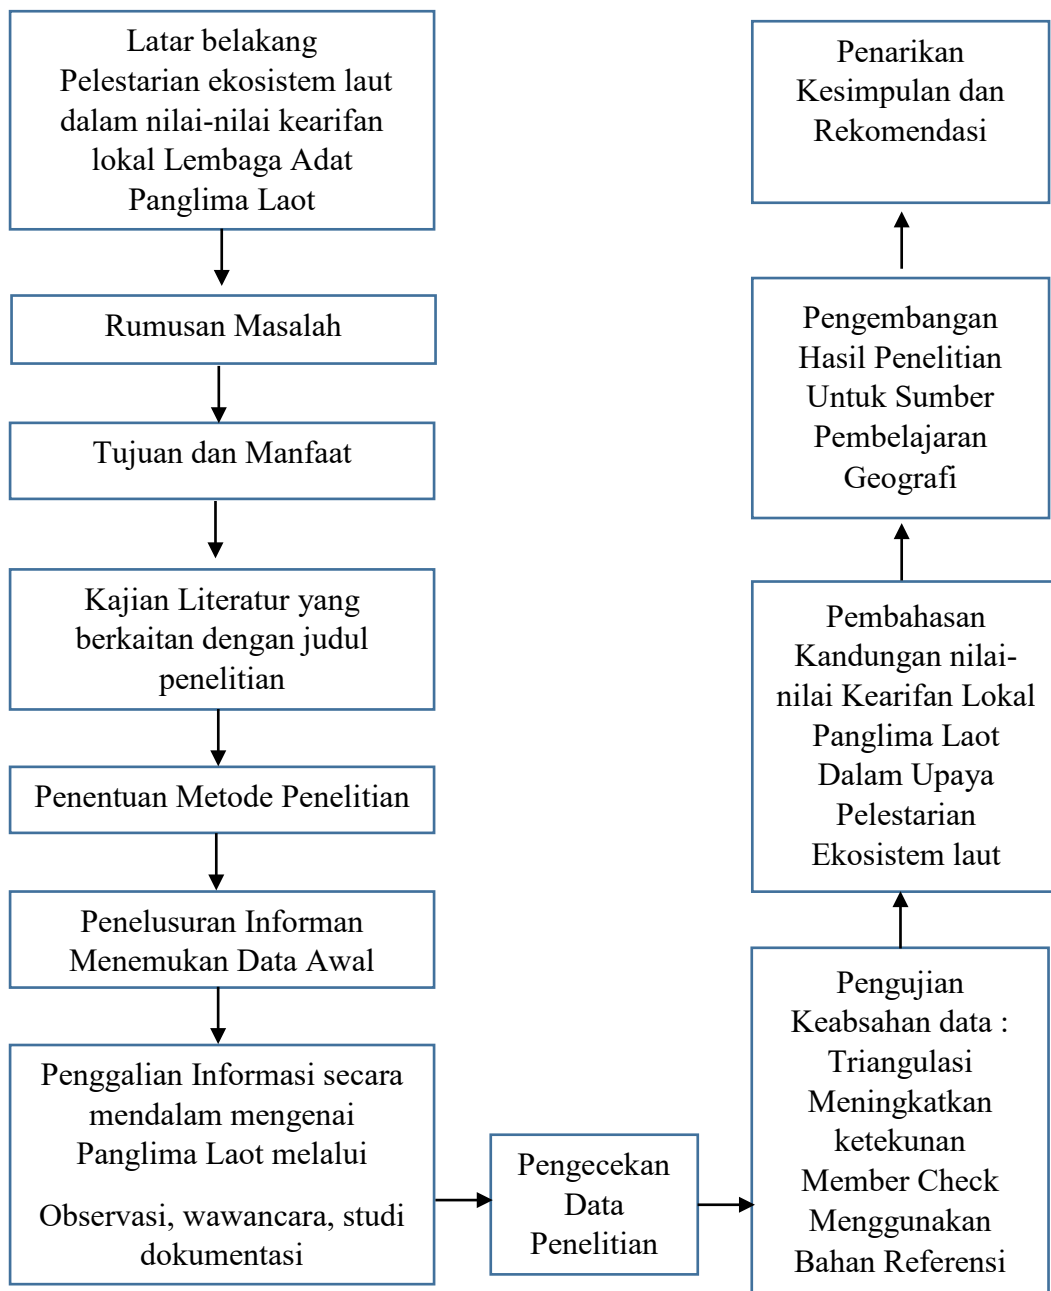 Latar belakang
Pelestarian ekosistem laut
dalam nilai-nilai kearifan
lokal Lembaga Adat
Panglima Laot
Rumusan Masalah
Tujuan dan Manfaat
Kajian Literatur yang
berkaitan dengan judul
penelitian
Penentuan Metode Penelitian
Penelusuran Informan
Menemukan Data Awal
Penggalian Informasi secara
mendalam mengenai
Panglima Laot melalui
Observasi, wawancara, studi
dokumentasi
Pengecekan
Data
Penelitian
Pengujian
Keabsahan data :
Triangulasi
Meningkatkan
ketekunan
Member Check
Menggunakan
Bahan Referensi
Pembahasan
Kandungan nilai-
nilai Kearifan Lokal
Panglima Laot
Dalam Upaya
Pelestarian
Ekosistem laut
Pengembangan
Hasil Penelitian
Untuk Sumber
Pembelajaran
Geografi
Penarikan
Kesimpulan dan
Rekomendasi